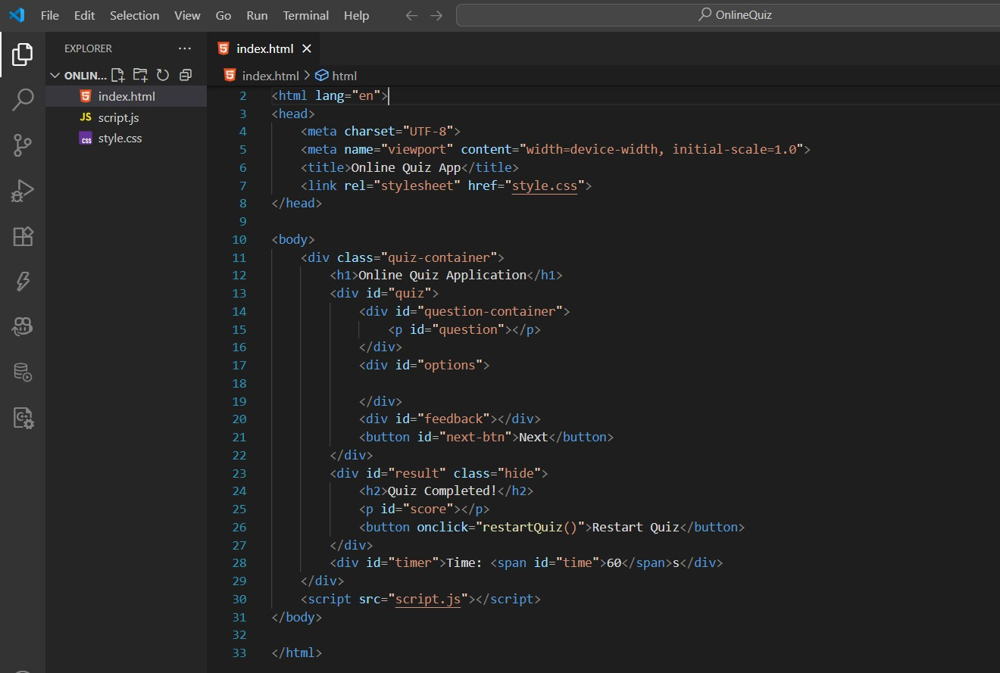 File Edit Selection View Go Run Terminal Help OnlineQuiz
EXPLORER ...
ONLIN...
index.html
JS script.js
css style.css
5 index.html
5 index.html > html
2 <html lang="en">
3 <head>
4     <meta charset="UTF-8">
5     <meta name="viewport" content="width=device-width, initial-scale=1.0">
6     <title>Online Quiz App</title>
7     <link rel="stylesheet" href="style.css">
8 </head>
9
10 <body>
11     <div class="quiz-container">
12         <h1>Online Quiz Application</h1>
13         <div id="quiz">
14             <div id="question-container">
15                 <p id="question"></p>
16             </div>
17             <div id="options">
18
19             </div>
20             <div id="feedback"></div>
21             <button id="next-btn">Next</button>
22         </div>
23         <div id="result" class="hide">
24             <h2>Quiz Completed!</h2>
25             <p id="score"></p>
26             <button onclick="restartQuiz()">Restart Quiz</button>
27         </div>
28         <div id="timer">Time: <span id="time">60</span>s</div>
29     </div>
30     <script src="script.js"></script>
31 </body>
32
33 </html>